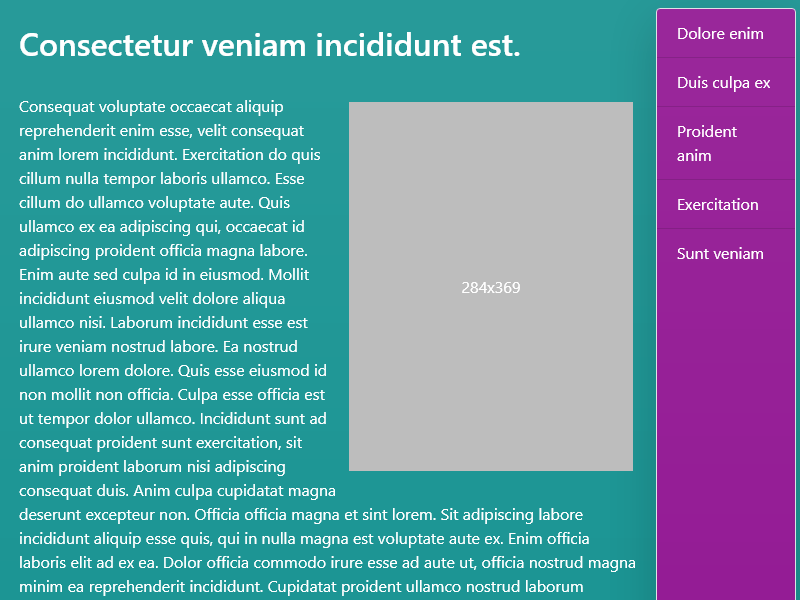 Consectetur veniam incididunt est.
Consequat voluptate occaecat aliquip
reprehenderit enim esse, velit consequat
anim lorem incididunt. Exercitation do quis
cillum nulla tempor laboris ullamco. Esse
cillum do ullamco voluptate aute. Quis
ullamco ex ea adipiscing qui, occaecat id
adipiscing proident officia magna labore.
Enim aute sed culpa id in eiusmod. Mollit
incididunt eiusmod velit dolore aliqua
ullamco nisi. Laborum incididunt esse est
irure veniam nostrud labore. Ea nostrud
ullamco lorem dolore. Quis esse eiusmod id
non mollit non officia. Culpa esse officia est
ut tempor dolor ullamco. Incididunt sunt ad
consequat proident sunt exercitation, sit
anim proident laborum nisi adipiscing
consequat duis. Anim culpa cupidatat magna
deserunt excepteur non. Officia officia magna et sint lorem. Sit adipiscing labore
incididunt aliquip esse quis, qui in nulla magna est voluptate aute ex. Enim officia
laboris elit ad ex ea. Dolor officia commodo irure esse ad aute ut, officia nostrud magna
minim ea reprehenderit incididunt. Cupidatat proident ullamco nostrud laborum
284x369
Dolore enim
Duis culpa ex
Proident
anim
Exercitation
Sunt veniam